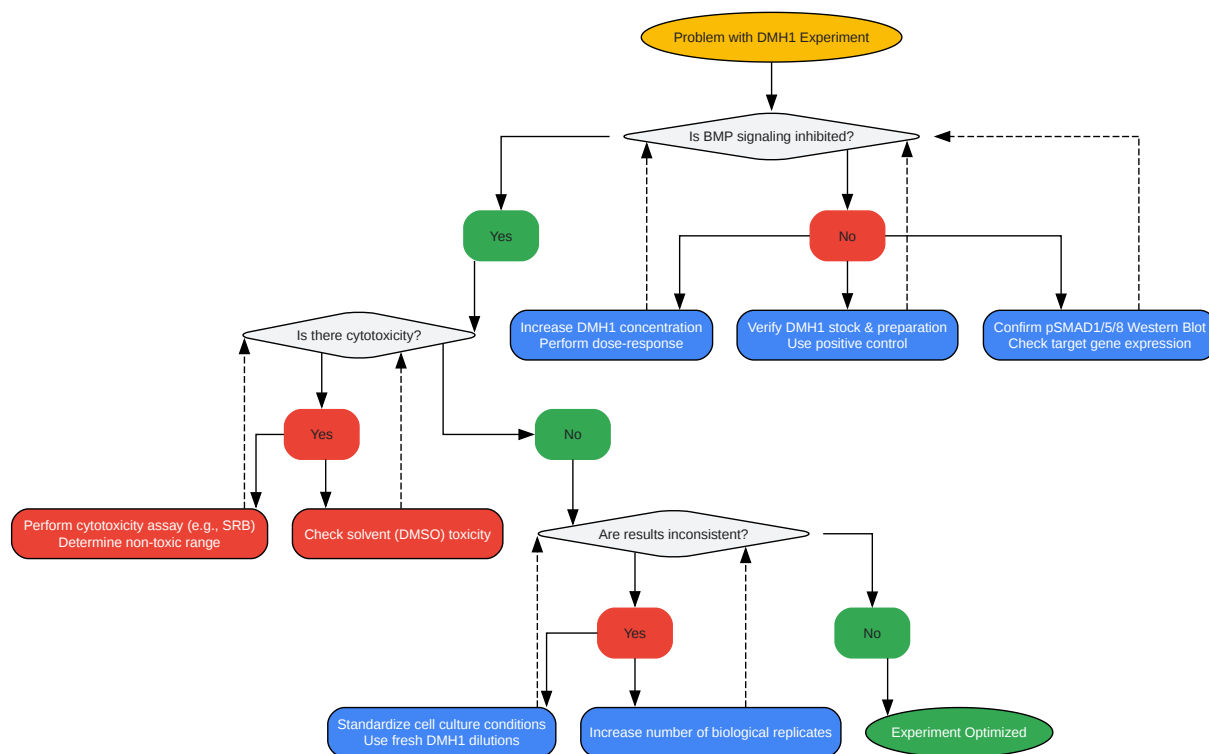 Problem with DMH1 Experiment
Is BMP signaling inhibited?
Yes
No
Is there cytotoxicity?
Increase DMH1 concentration
Perform dose-response
Verify DMH1 stock & preparation
Use positive control
Confirm pSMAD1/5/8 Western Blot
Check target gene expression
Yes
No
Perform cytotoxicity assay (e.g., SRB)
Determine non-toxic range
Check solvent (DMSO) toxicity
Are results inconsistent?
Yes
No
Standardize cell culture conditions
Use fresh DMH1 dilutions
Increase number of biological replicates
Experiment Optimized